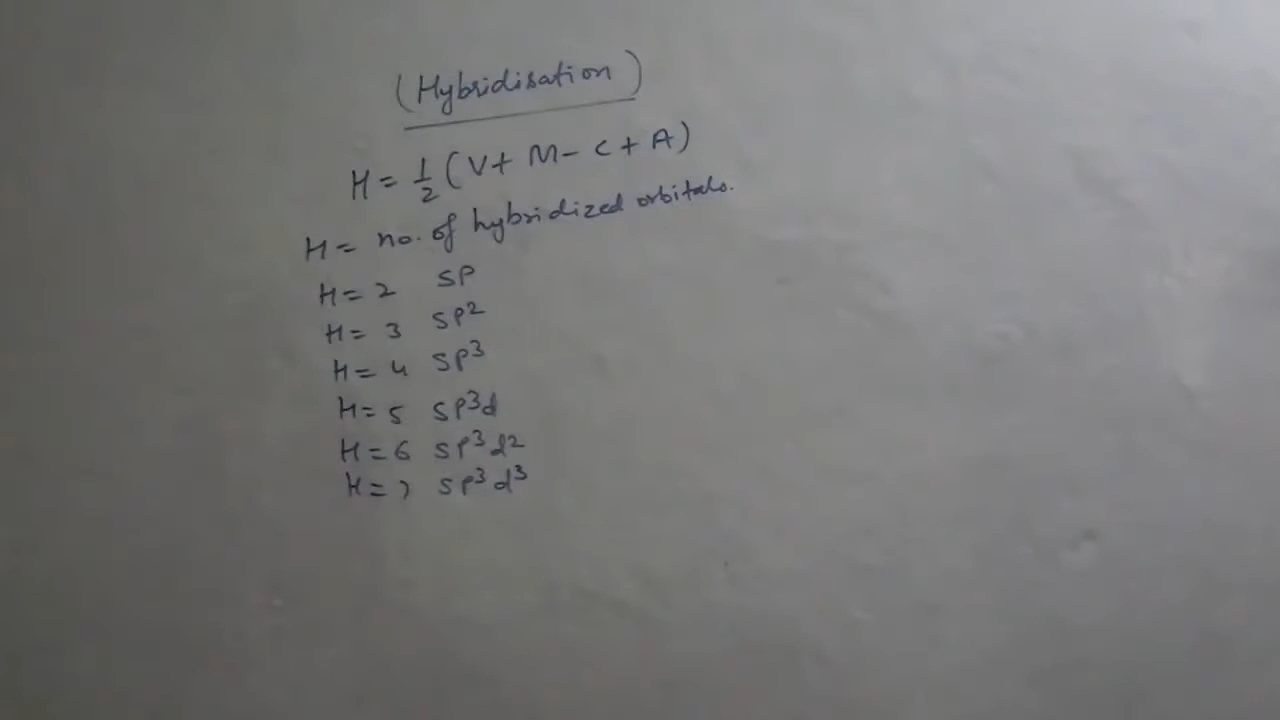 (Hybridisation)
H = 1/2 (V + M - C + A)
H = no. of hybridized orbitals.
H = 2 SP
H = 3 SP²
H = 4 SP³
H = 5 SP³d
H = 6 SP³d²
H = 7 SP³d³